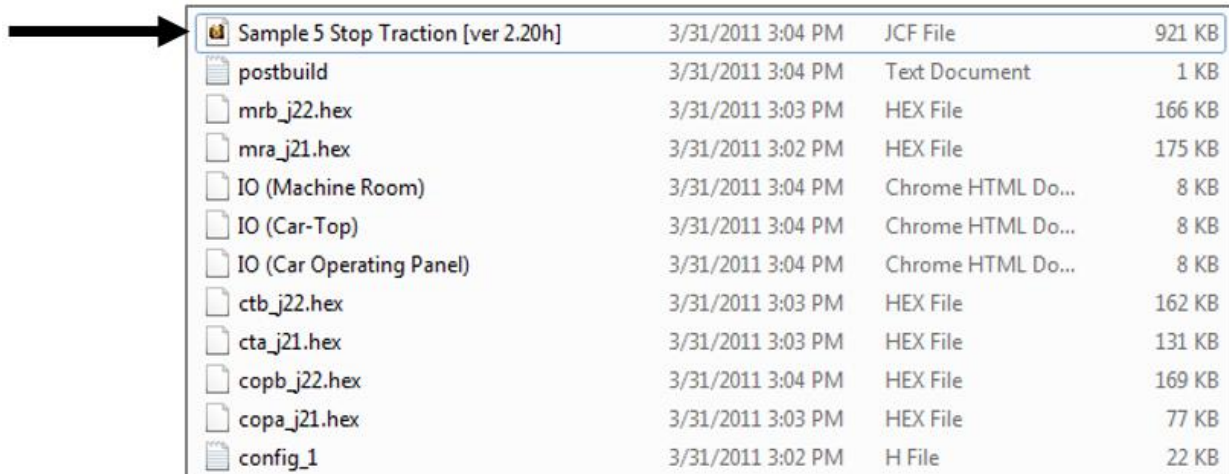 Sample 5 Stop Traction [ver 2.20h] 3/31/2011 3:04 PM JCF File 921 KB
postbuild 3/31/2011 3:04 PM Text Document 1 KB
mrb_j22.hex 3/31/2011 3:03 PM HEX File 166 KB
mra_j21.hex 3/31/2011 3:02 PM HEX File 175 KB
IO (Machine Room) 3/31/2011 3:04 PM Chrome HTML Do... 8 KB
IO (Car-Top) 3/31/2011 3:04 PM Chrome HTML Do... 8 KB
IO (Car Operating Panel) 3/31/2011 3:04 PM Chrome HTML Do... 8 KB
ctb_j22.hex 3/31/2011 3:03 PM HEX File 162 KB
cta_j21.hex 3/31/2011 3:03 PM HEX File 131 KB
copb_j22.hex 3/31/2011 3:04 PM HEX File 169 KB
copa_j21.hex 3/31/2011 3:03 PM HEX File 77 KB
config_1 3/31/2011 3:02 PM H File 22 KB